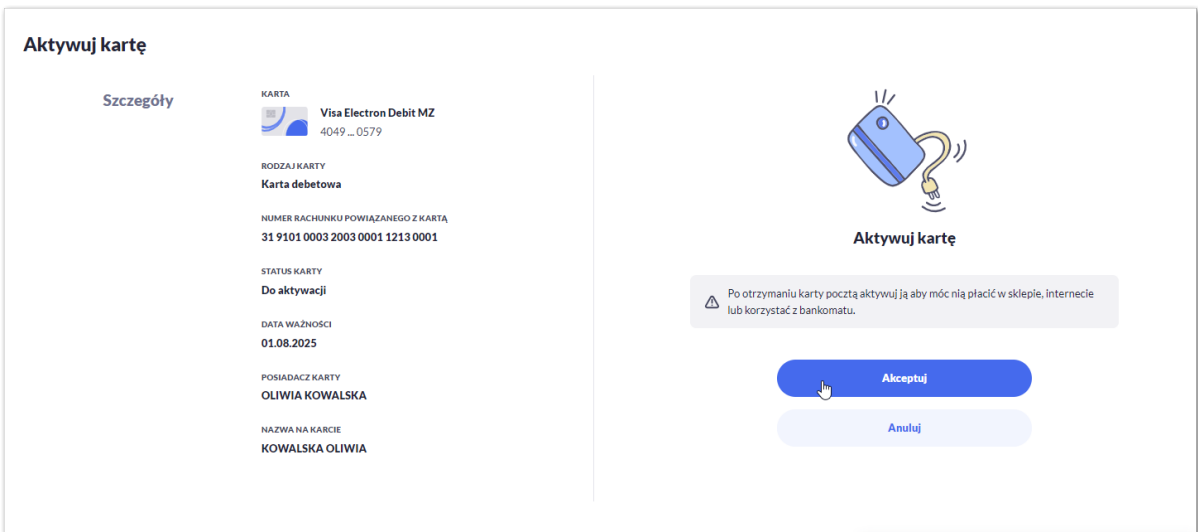 Aktywuj kartę
Szczegóły
KARTA
Visa Electron Debit MZ
4049 ... 0579
RODZAJ KARTY
Karta debetowa
NUMER RACHUNKU POWIĄZANEGO Z KARTĄ
31 9101 0003 2003 0001 1213 0001
STATUS KARTY
Do aktywacji
DATA WAŻNOŚCI
01.08.2025
POSIADACZ KARTY
OLIWIA KOWALSKA
NAZWA NA KARCIE
KOWALSKA OLIWIA
Aktywuj kartę
Po otrzymaniu karty pocztą aktywuj ją aby móc nią płacić w sklepie, internecie
lub korzystać z bankomatu.
Akceptuj
Anuluj